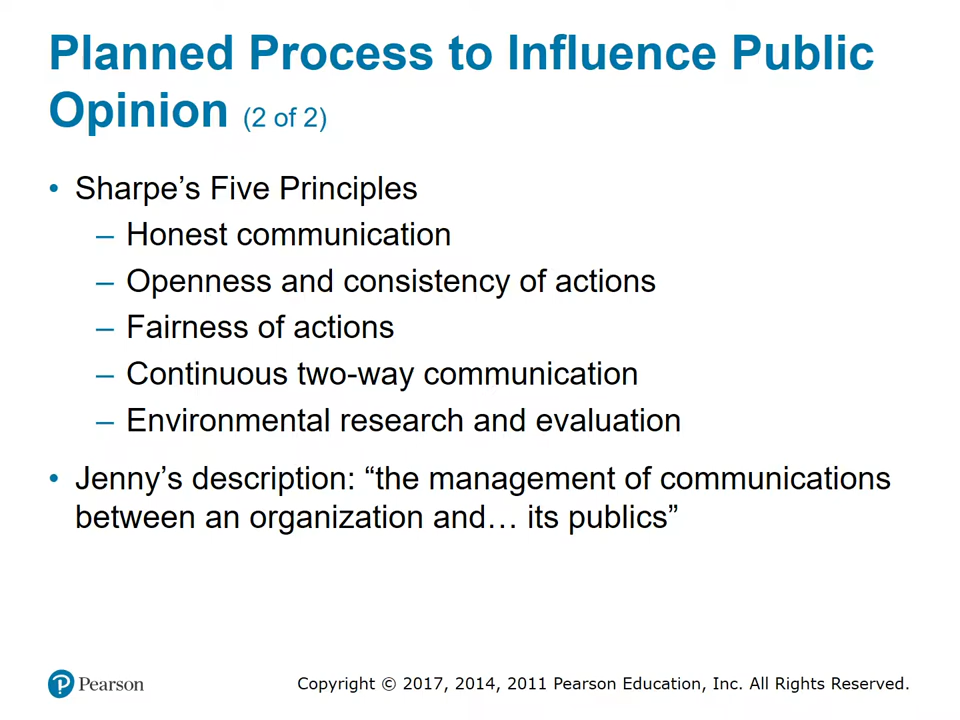 Planned Process to Influence Public
Opinion (2 of 2)
• Sharpe’s Five Principles
– Honest communication
– Openness and consistency of actions
– Fairness of actions
– Continuous two-way communication
– Environmental research and evaluation
• Jenny’s description: “the management of communications
between an organization and… its publics”
Pearson
Copyright © 2017, 2014, 2011 Pearson Education, Inc. All Rights Reserved.